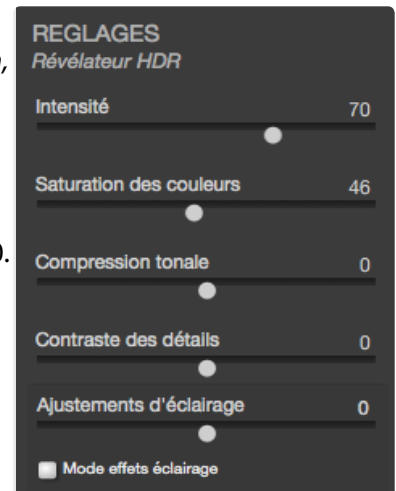 REGLAGES
Révélateur HDR
Intensité 70
Saturation des couleurs 46
Compression tonale 0
Contraste des détails 0
Ajustements d'éclairage 0
Mode effets éclairage